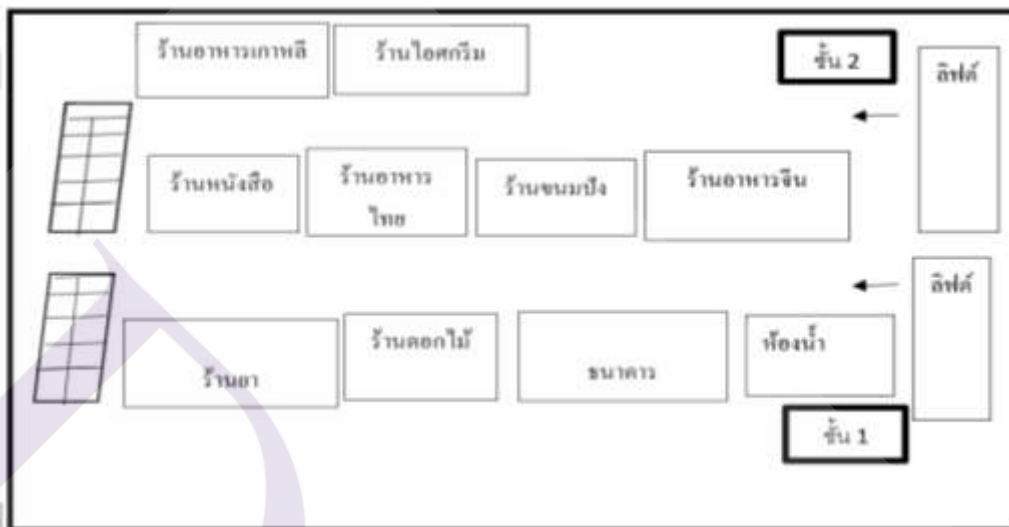 ร้านอาหารเกาหลี
ร้านไอศกรีม
ชั้น 2
ลิฟต์
ร้านหนังสือ
ร้านอาหาร
ไทย
ร้านขนมปัง
ร้านอาหารจีน
ลิฟต์
ร้านยา
ร้านดอกไม้
ธนาคาร
ห้องน้ำ
ชั้น 1